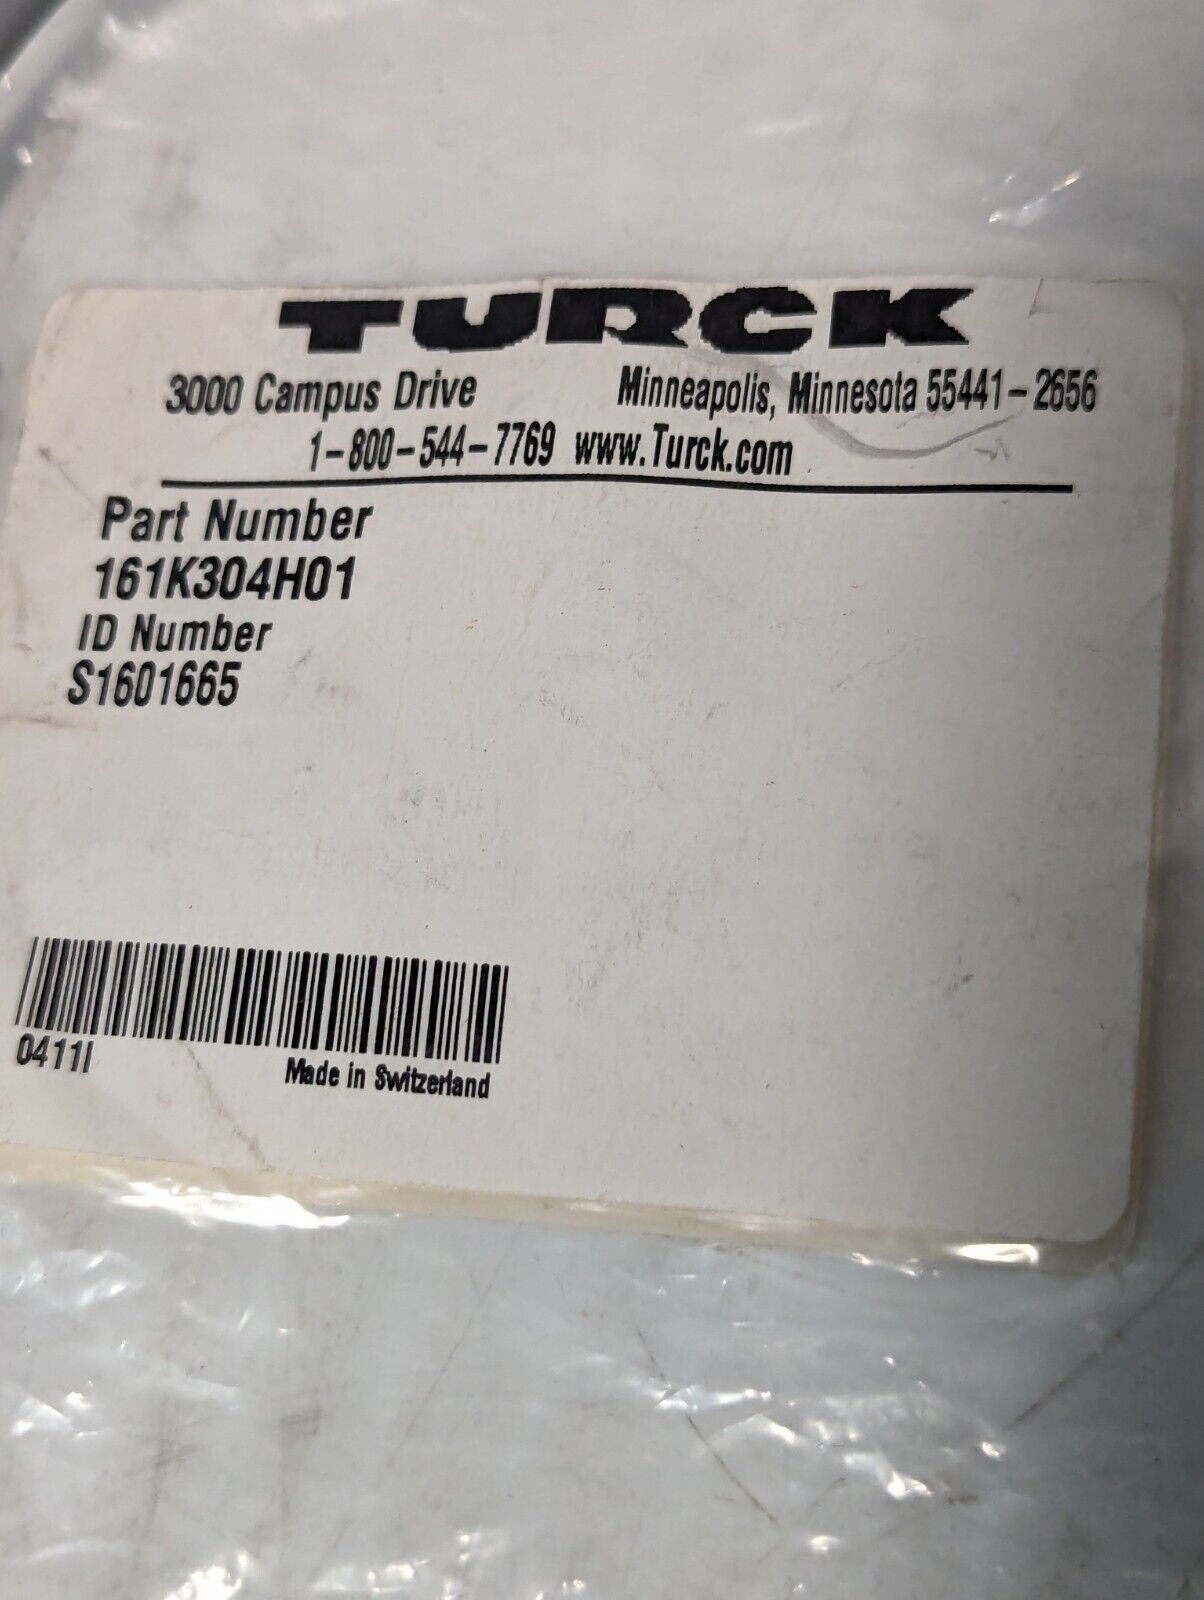 TURCK
3000 Campus Drive Minneapolis, Minnesota 55441-2656
1-800-544-7769 www.Turck.com
Part Number
161K304H01
ID Number
S1601665
0411I
Made in Switzerland